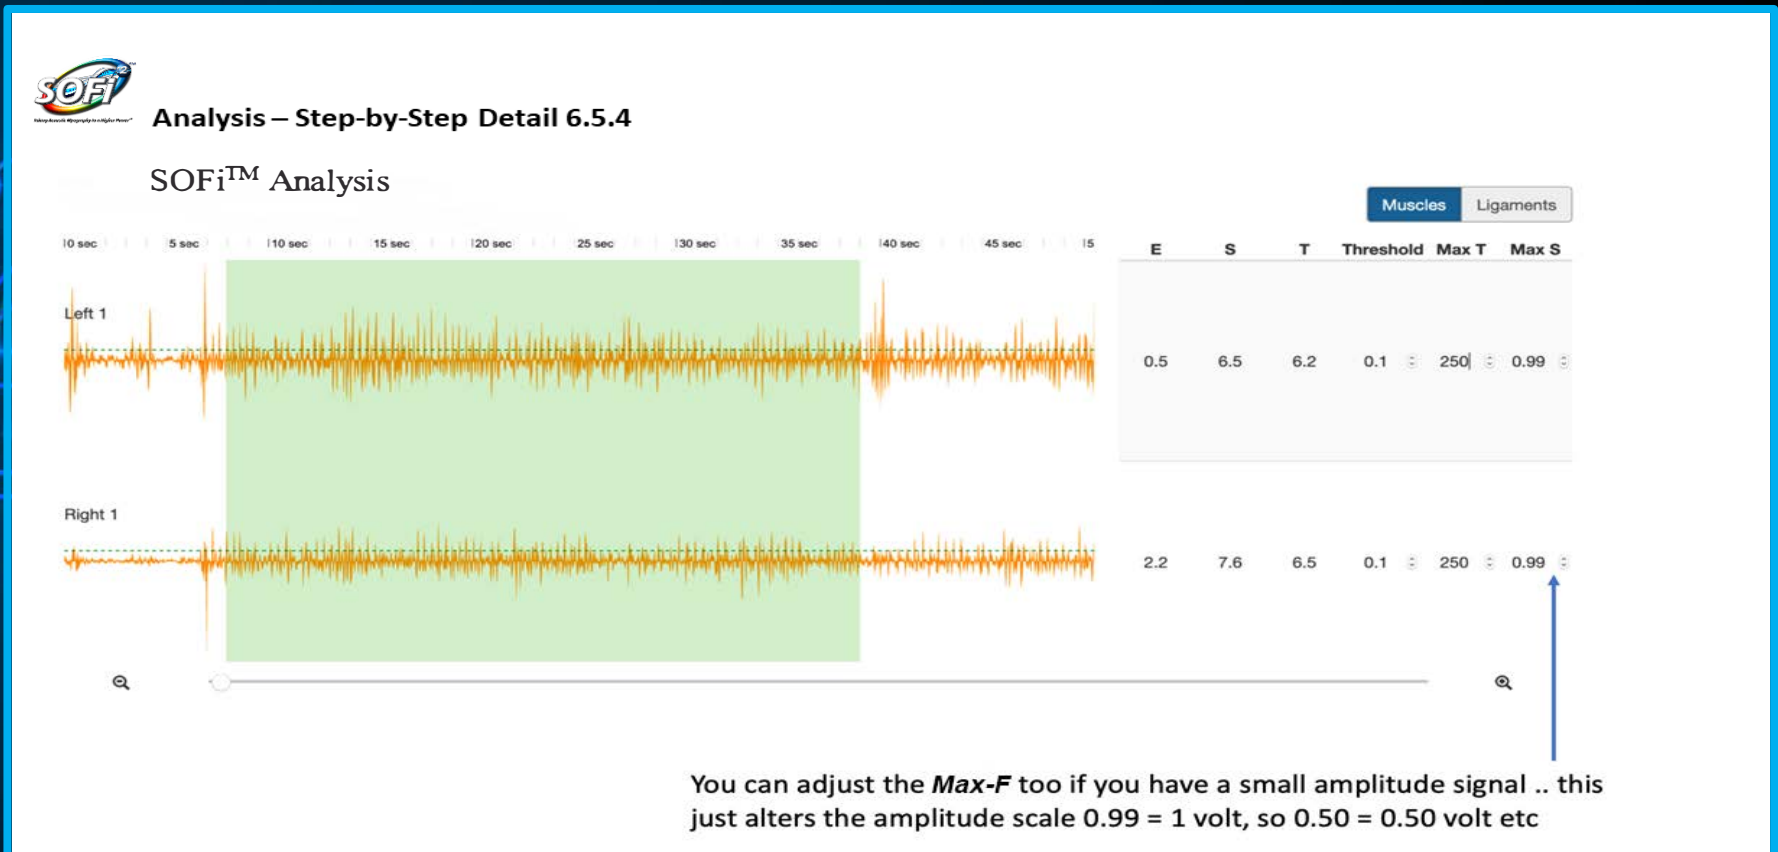 SOFi 2™
Analysis – Step-by-Step Detail 6.5.4
SOFi™ Analysis
Muscles Ligaments
|0 sec |5 sec |10 sec 15 sec |20 sec 25 sec |30 sec 35 sec |40 sec 45 sec |5
E S T Threshold Max T Max S
Left 1
0.5 6.5 6.2 0.1 250 0.99
Right 1
2.2 7.6 6.5 0.1 250 0.99
You can adjust the Max-F too if you have a small amplitude signal .. this
just alters the amplitude scale 0.99 = 1 volt, so 0.50 = 0.50 volt etc